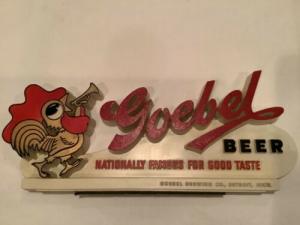 Goebel
BEER
NATIONALLY FAMOUS FOR GOOD TASTE
GOEBEL BREWING CO., DETROIT, MICH.